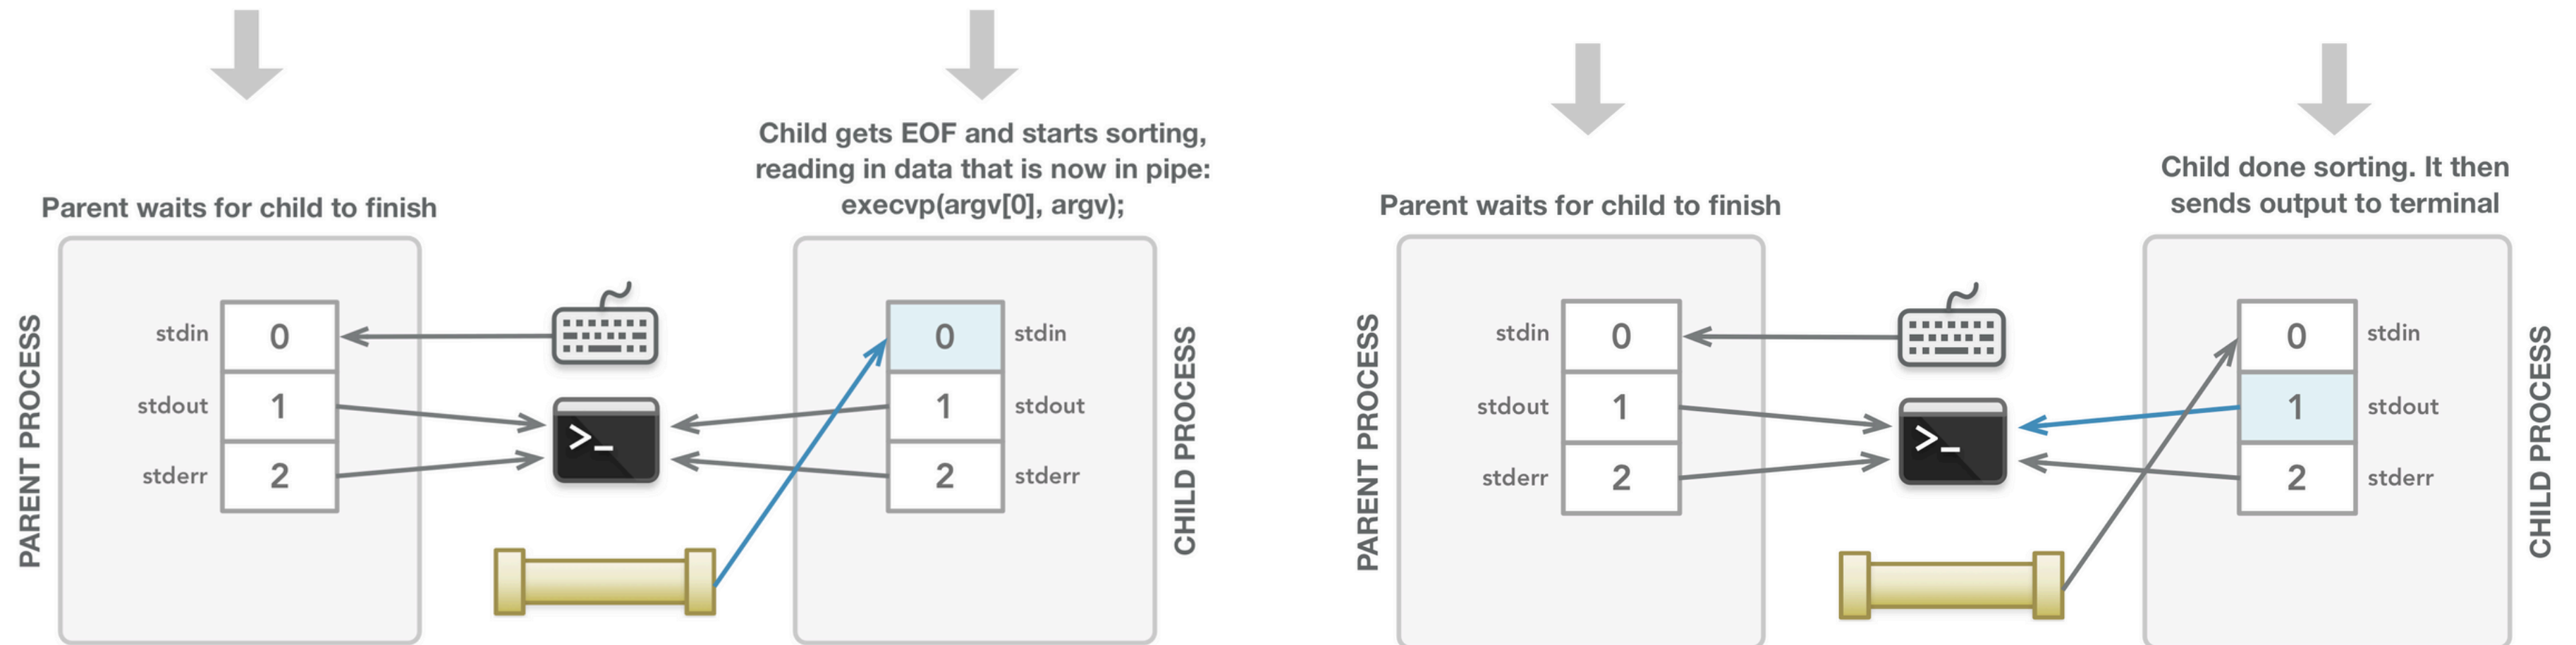 Parent waits for child to finish
PARENT PROCESS
stdin
0
stdout
1
stderr
2
>_
Child gets EOF and starts sorting,
reading in data that is now in pipe:
execvp(argv[0], argv);
0
stdin
1
stdout
2
stderr
CHILD PROCESS
Parent waits for child to finish
PARENT PROCESS
stdin
0
stdout
1
stderr
2
>_
Child done sorting. It then
sends output to terminal
0
stdin
1
stdout
2
stderr
CHILD PROCESS